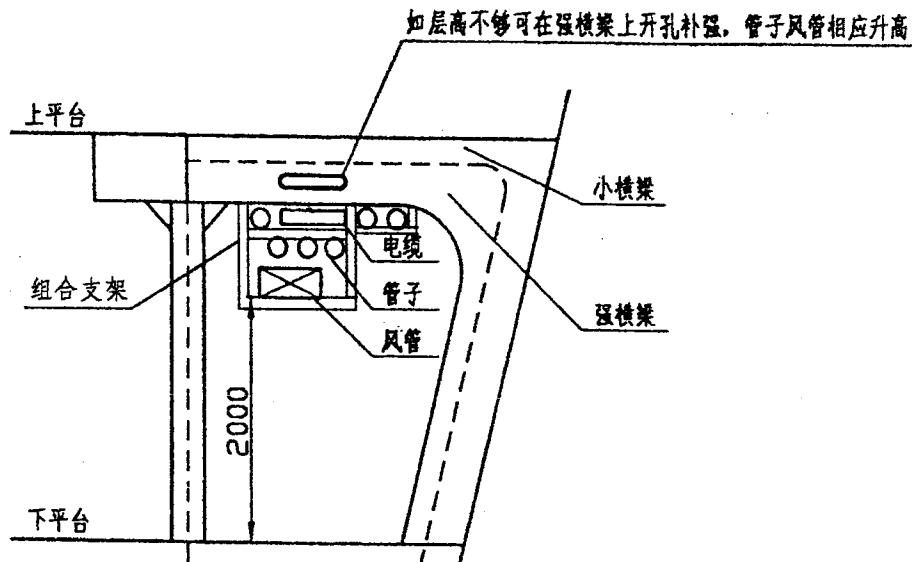 如层高不够可在强横梁上开孔补强。管子风管相应升高
上平台
小横梁
电缆
组合支架
管子
强横梁
风管
2000
下平台